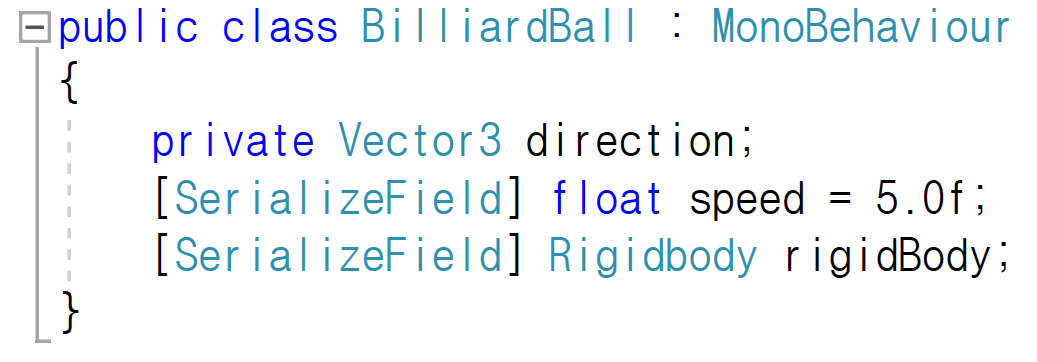 public class BilliardBall : MonoBehaviour
{
    private Vector3 direction;
    [SerializeField] float speed = 5.0f;
    [SerializeField] Rigidbody rigidBody;
}